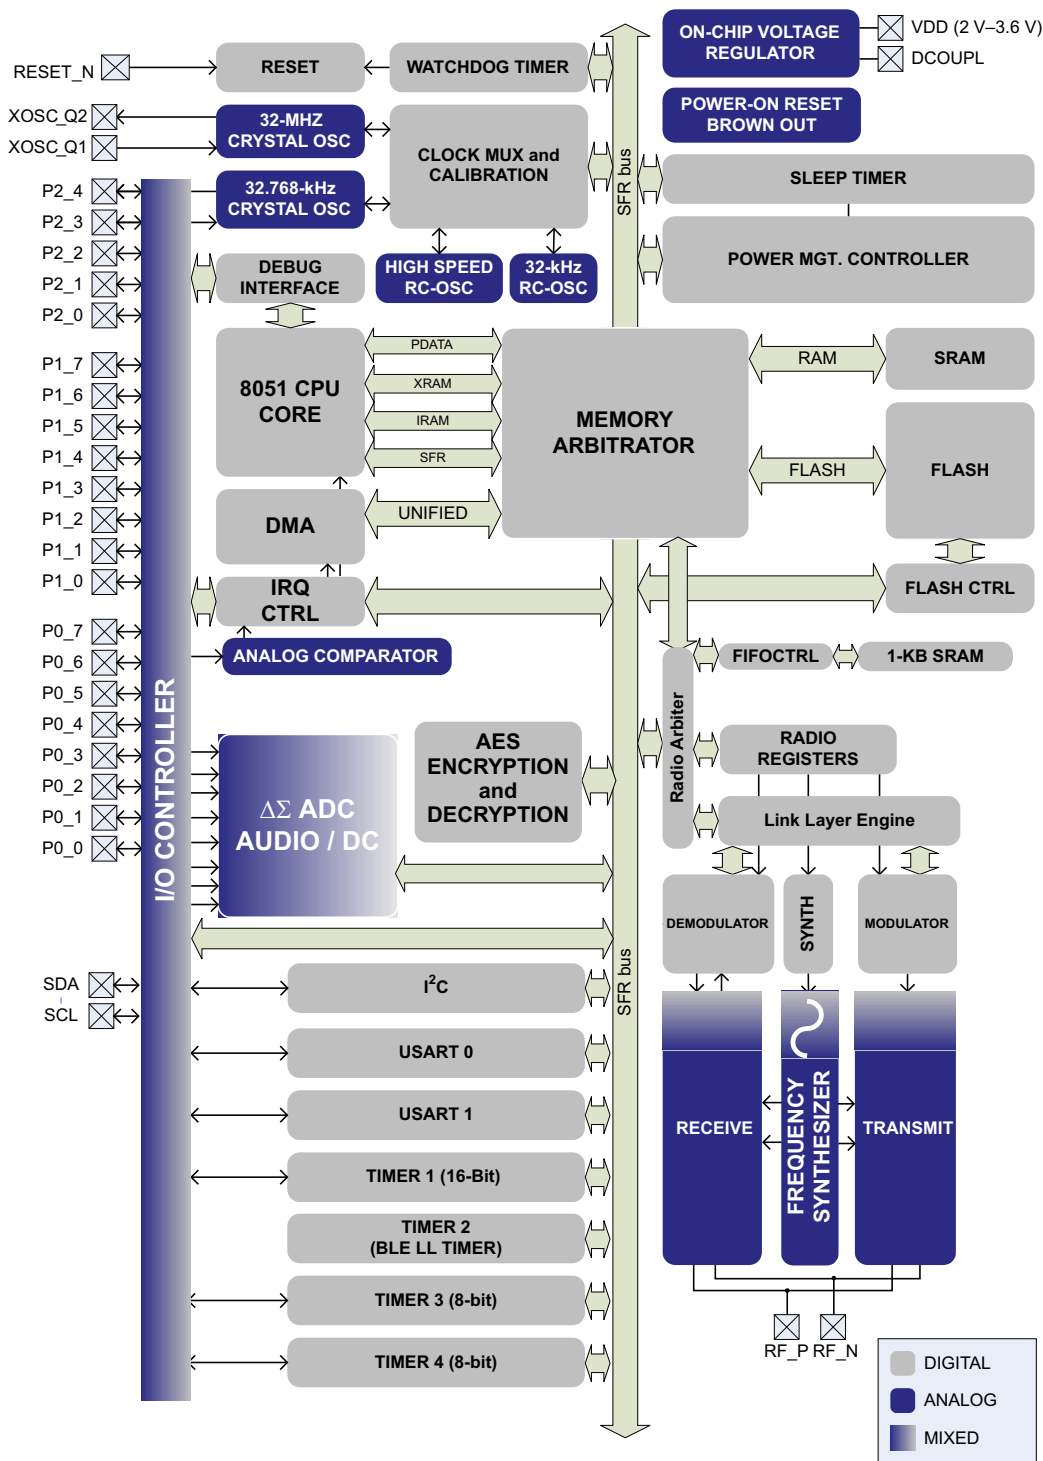 ON-CHIP VOLTAGE
REGULATOR
VDD (2 V–3.6 V)
DCOUPL
RESET_N
RESET
WATCHDOG TIMER
XOSC_Q2
XOSC_Q1
32-MHZ
CRYSTAL OSC
CLOCK MUX and
CALIBRATION
SFR bus
POWER-ON RESET
BROWN OUT
SLEEP TIMER
P2_4
P2_3
P2_2
P2_1
P2_0
32.768-kHz
CRYSTAL OSC
POWER MGT. CONTROLLER
DEBUG
INTERFACE
HIGH SPEED
RC-OSC
32-kHz
RC-OSC
P1_7
P1_6
P1_5
P1_4
P1_3
P1_2
P1_1
P1_0
8051 CPU
CORE
PDATA
XRAM
IRAM
SFR
MEMORY
ARBITRATOR
RAM
SRAM
FLASH
FLASH
DMA
UNIFIED
IRQ
CTRL
FLASH CTRL
P0_7
P0_6
P0_5
P0_4
P0_3
P0_2
P0_1
P0_0
ANALOG COMPARATOR
FIFOCTRL
1-KB SRAM
Radio Arbiter
I/O CONTROLLER
ΔΣ ADC
AUDIO / DC
AES
ENCRYPTION
and
DECRYPTION
RADIO
REGISTERS
Link Layer Engine
DEMODULATOR
SYNTH
MODULATOR
SFR bus
SDA
SCL
I²C
USART 0
USART 1
TIMER 1 (16-Bit)
TIMER 2
(BLE LL TIMER)
TIMER 3 (8-bit)
TIMER 4 (8-bit)
RECEIVE
FREQUENCY
SYNTHESIZER
TRANSMIT
RF_P
RF_N
DIGITAL
ANALOG
MIXED